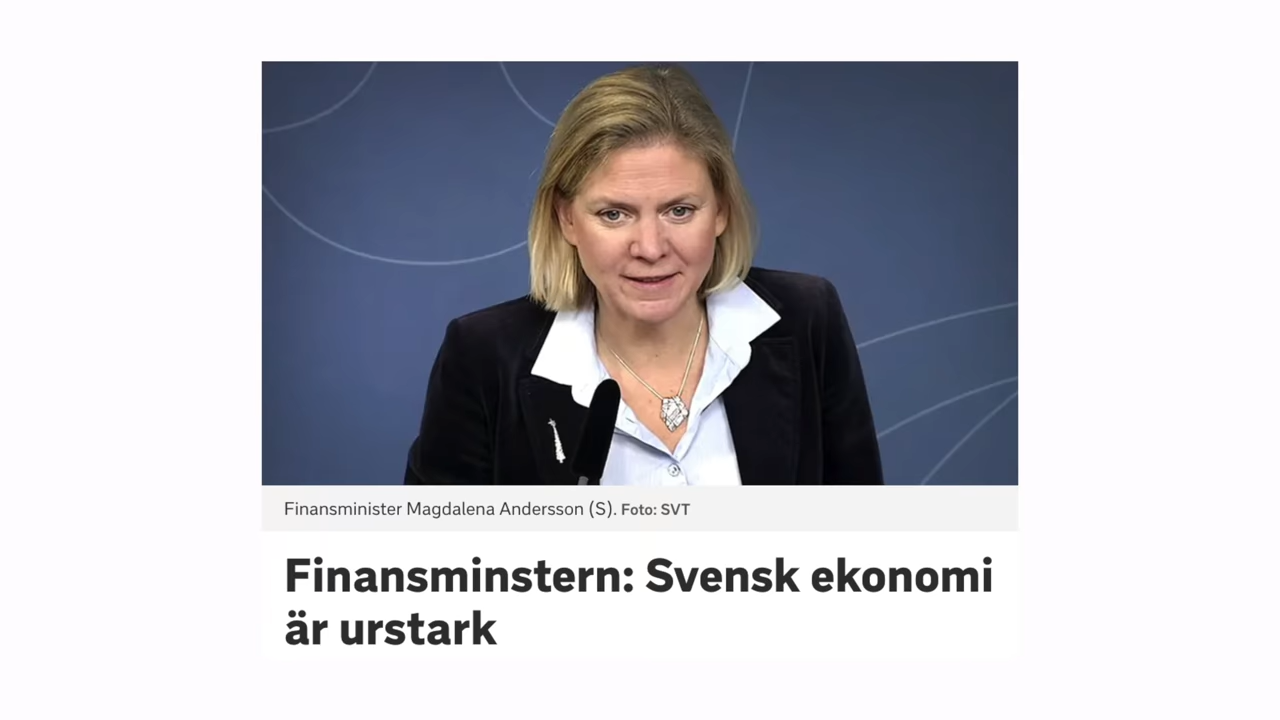 Finansminister Magdalena Andersson (S). Foto: SVT
Finansminstern: Svensk ekonomi
är urstark